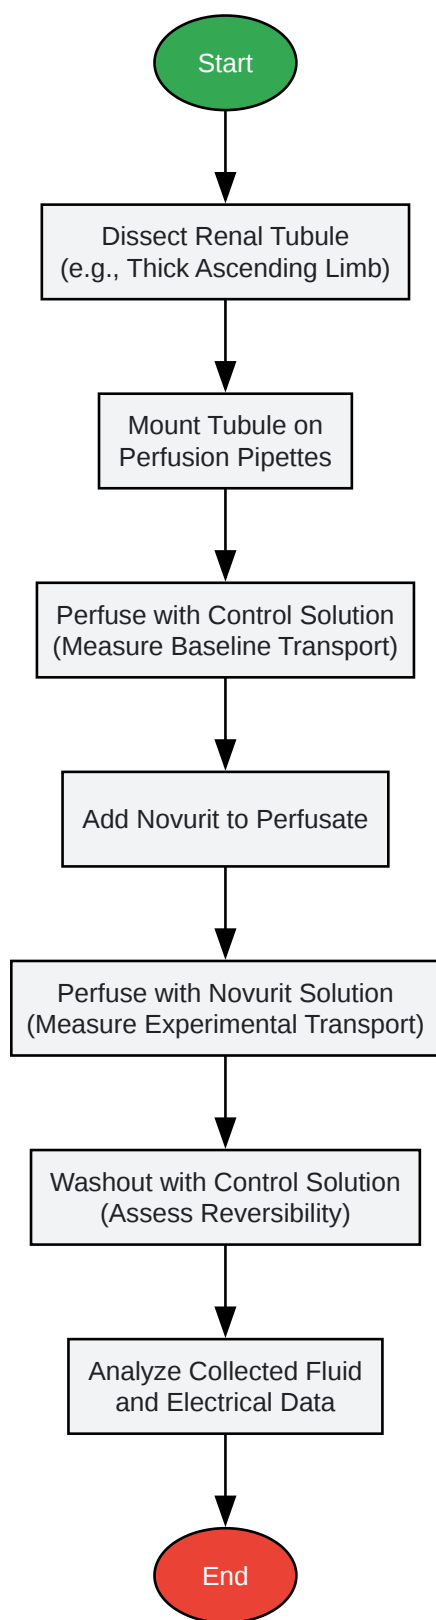 Start
Dissect Renal Tubule
(e.g., Thick Ascending Limb)
Mount Tubule on
Perfusion Pipettes
Perfuse with Control Solution
(Measure Baseline Transport)
Add Novurit to Perfusate
Perfuse with Novurit Solution
(Measure Experimental Transport)
Washout with Control Solution
(Assess Reversibility)
Analyze Collected Fluid
and Electrical Data
End